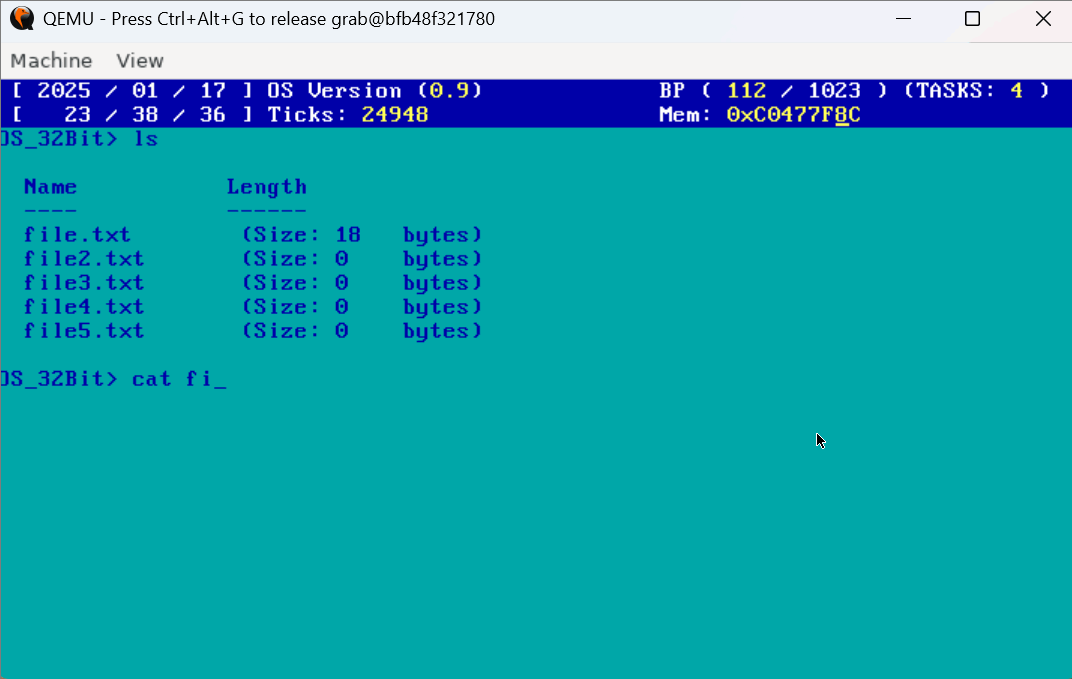 QEMU - Press Ctrl+Alt+G to release grab@bfb48f321780
Machine View
[ 2025 / 01 / 17 ] OS Version (0.9) BP ( 112 / 1023 ) (TASKS: 4 )
[ 23 / 38 / 36 ] Ticks: 24948 Mem: 0xC0477F8C
OS_32Bit> ls
Name Length
---- ------
file.txt (Size: 18 bytes)
file2.txt (Size: 0 bytes)
file3.txt (Size: 0 bytes)
file4.txt (Size: 0 bytes)
file5.txt (Size: 0 bytes)
OS_32Bit> cat fi_